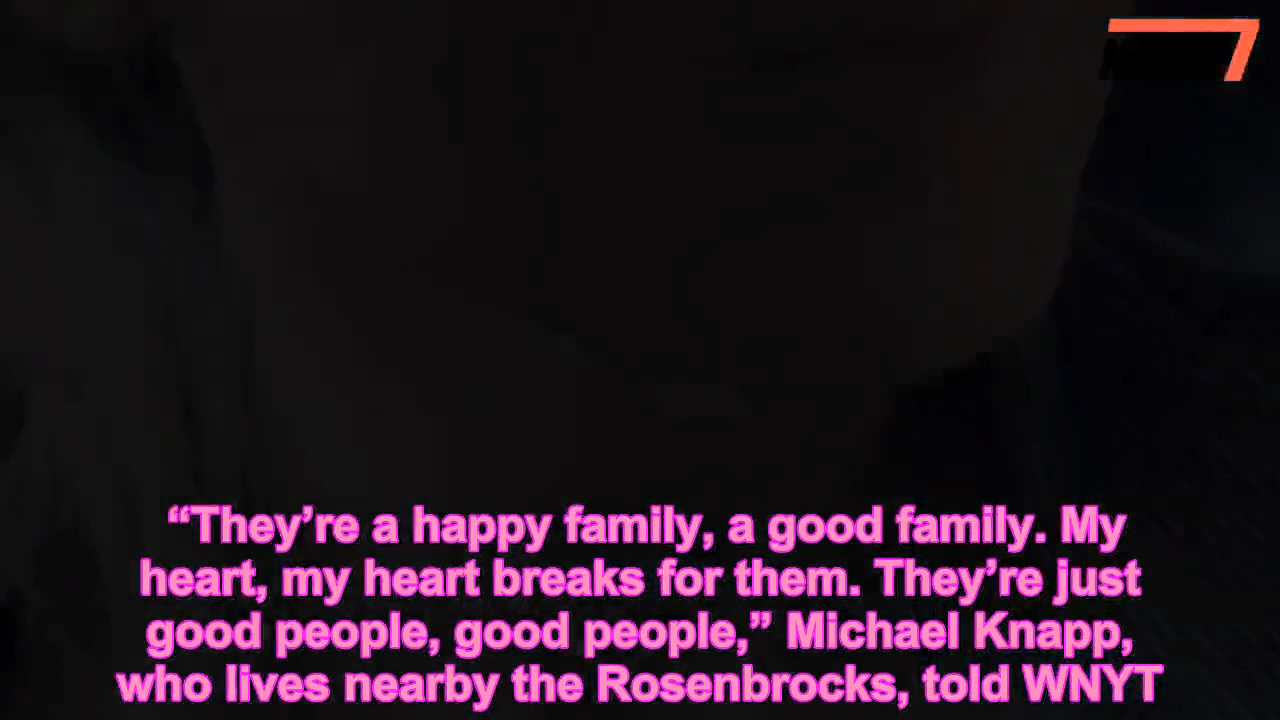 “They’re a happy family, a good family. My
heart, my heart breaks for them. They’re just
good people, good people,” Michael Knapp,
who lives nearby the Rosenbrocks, told WNYT